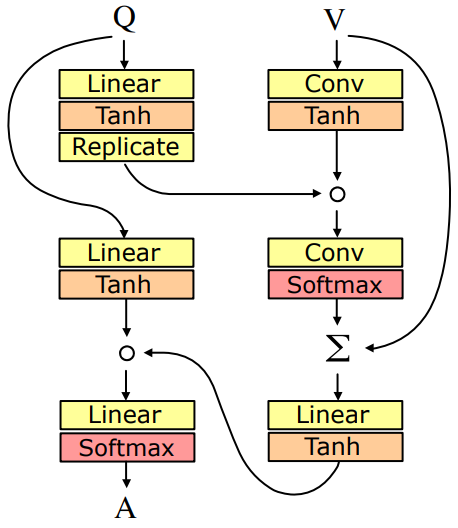 Q
V
Linear
Tanh
Replicate
Conv
Tanh
Linear
Tanh
Conv
Softmax
Σ
Linear
Softmax
Linear
Tanh
A